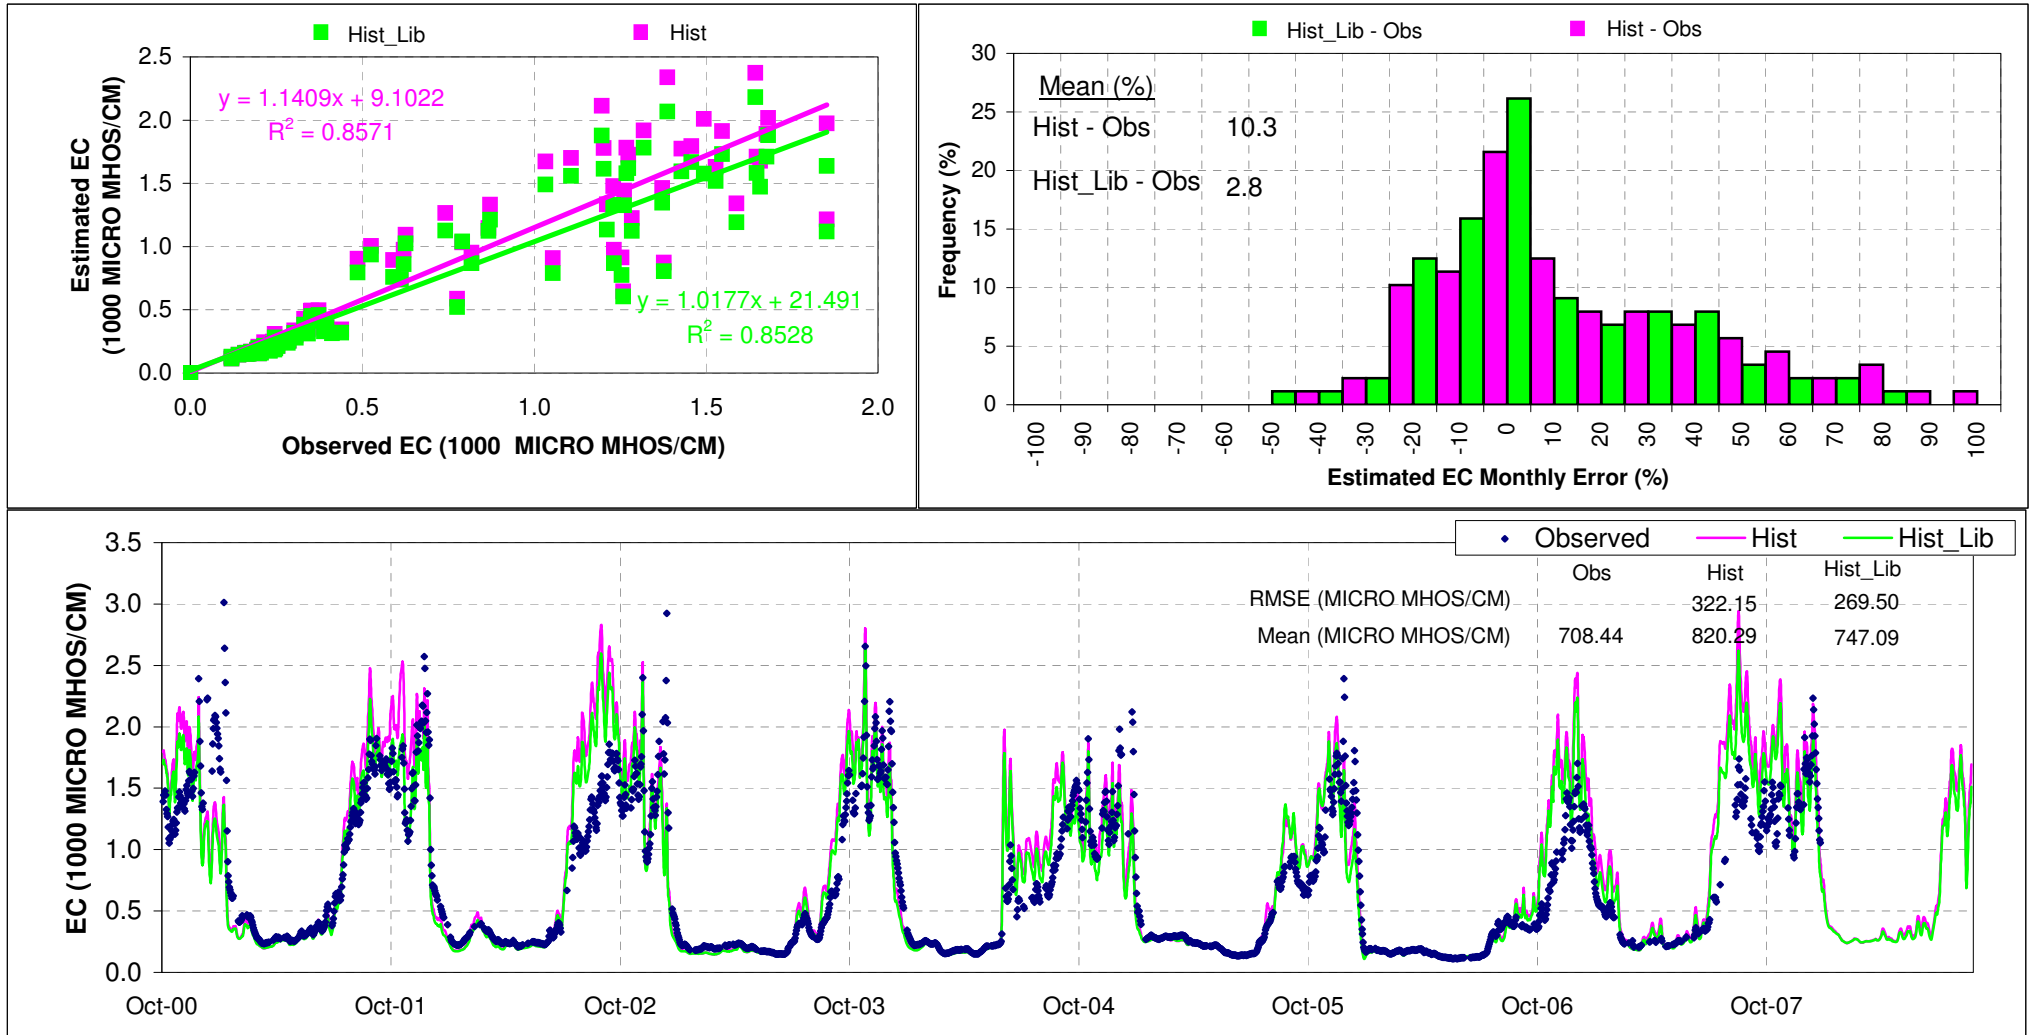 Hist_Lib Hist
2.5
2.0
1.5
1.0
0.5
0.0
0.0 0.5 1.0 1.5 2.0
y = 1.1409x + 9.1022
R² = 0.8571
y = 1.0177x + 21.491
R² = 0.8528
Estimated EC
(1000 MICRO MHOS/CM)
Observed EC (1000 MICRO MHOS/CM)
Hist_Lib - Obs Hist - Obs
30
25
20
15
10
5
0
Mean (%)
Hist - Obs 10.3
Hist_Lib - Obs 2.8
Frequency (%)
-100 -90 -80 -70 -60 -50 -40 -30 -20 -10 0 10 20 30 40 50 60 70 80 90 100
Estimated EC Monthly Error (%)
Observed Hist Hist_Lib
Obs Hist Hist_Lib
RMSE (MICRO MHOS/CM) 322.15 269.50
Mean (MICRO MHOS/CM) 708.44 820.29 747.09
3.5
3.0
2.5
2.0
1.5
1.0
0.5
0.0
EC (1000 MICRO MHOS/CM)
Oct-00 Oct-01 Oct-02 Oct-03 Oct-04 Oct-05 Oct-06 Oct-07